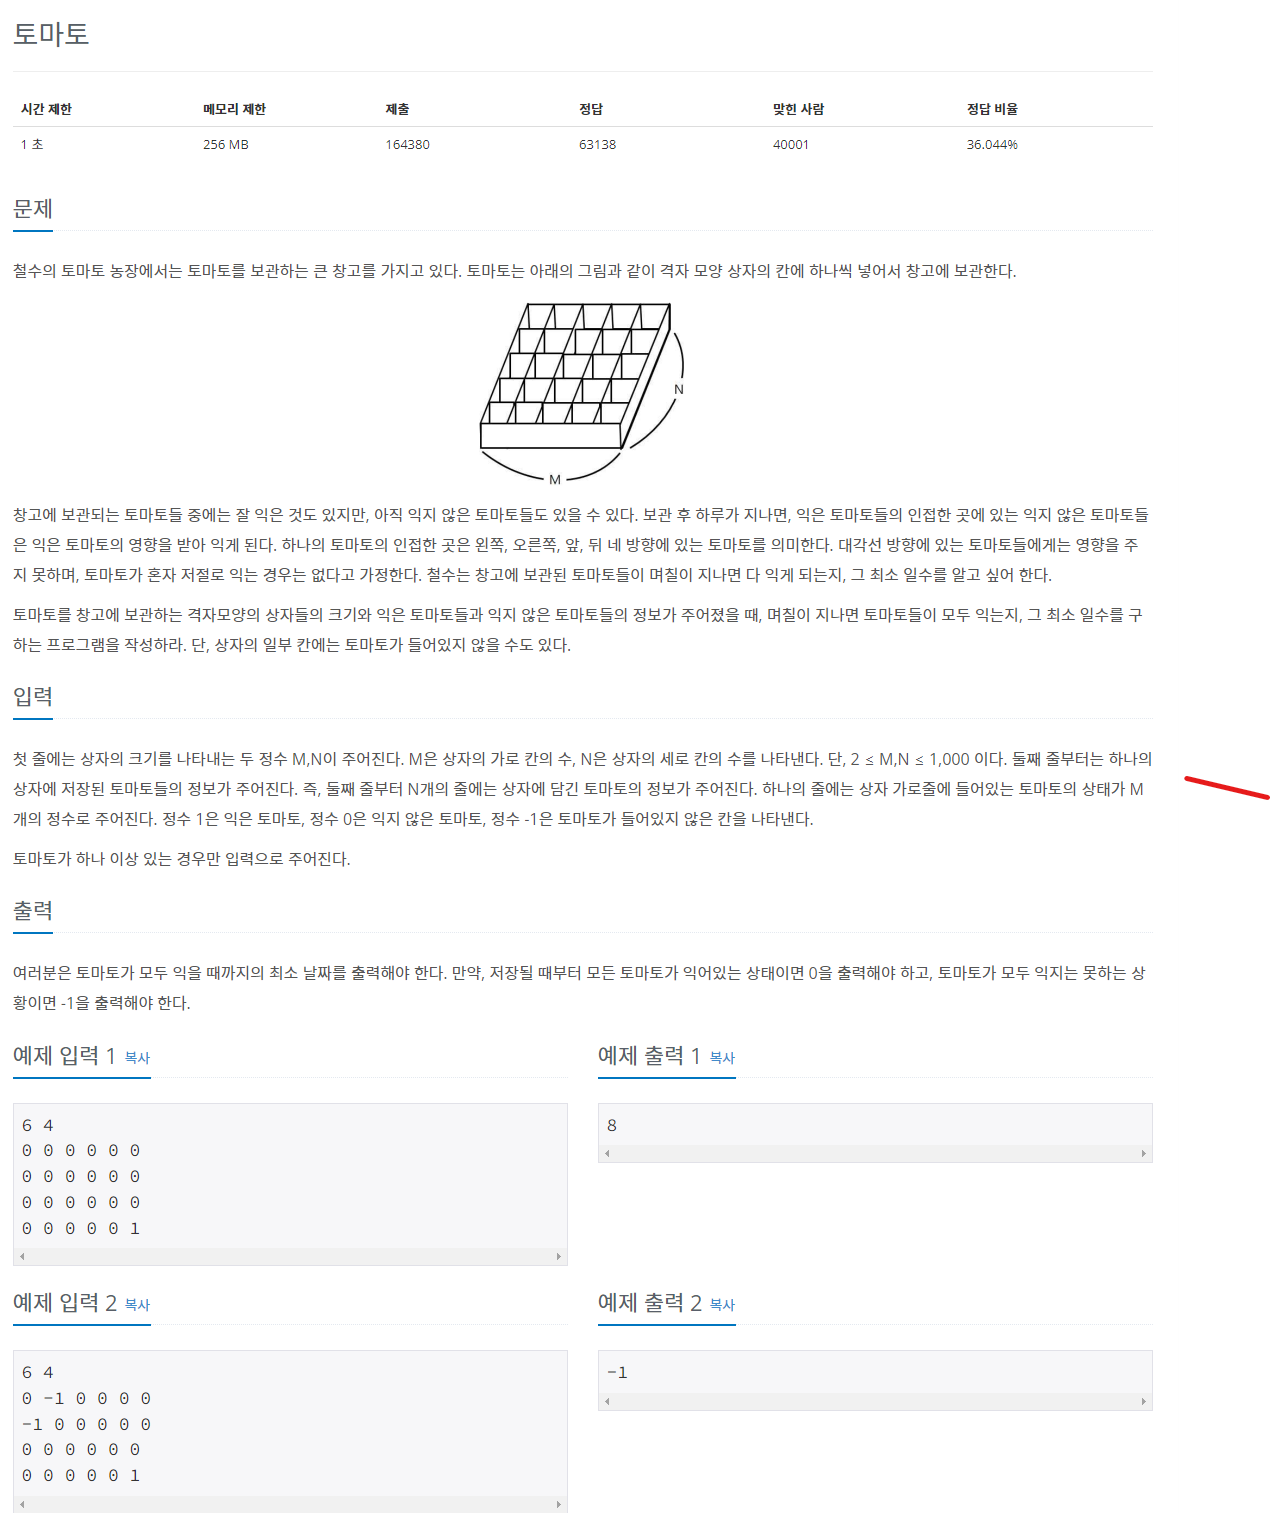 토마토
시간 제한 메모리 제한 제출 정답 맞힌 사람 정답 비율
1 초 256 MB 164380 63138 40001 36.044%
문제
철수의 토마토 농장에서는 토마토를 보관하는 큰 창고를 가지고 있다. 토마토는 아래의 그림과 같이 격자 모양 상자의 칸에 하나씩 넣어서 창고에 보관한다.
N
M
창고에 보관되는 토마토들 중에는 잘 익은 것도 있지만, 아직 익지 않은 토마토들도 있을 수 있다. 보관 후 하루가 지나면, 익은 토마토들의 인접한 곳에 있는 익지 않은 토마토들
은 익은 토마토의 영향을 받아 익게 된다. 하나의 토마토의 인접한 곳은 왼쪽, 오른쪽, 앞, 뒤 네 방향에 있는 토마토를 의미한다. 대각선 방향에 있는 토마토들에게는 영향을 주
지 못하며, 토마토가 혼자 저절로 익는 경우는 없다고 가정한다. 철수는 창고에 보관된 토마토들이 며칠이 지나면 다 익게 되는지, 그 최소 일수를 알고 싶어 한다.
토마토를 창고에 보관하는 격자모양의 상자들의 크기와 익은 토마토들과 익지 않은 토마토들의 정보가 주어졌을 때, 며칠이 지나면 토마토들이 모두 익는지, 그 최소 일수를 구
하는 프로그램을 작성하라. 단, 상자의 일부 칸에는 토마토가 들어있지 않을 수도 있다.
입력
첫 줄에는 상자의 크기를 나타내는 두 정수 M,N이 주어진다. M은 상자의 가로 칸의 수, N은 상자의 세로 칸의 수를 나타낸다. 단, 2 ≤ M,N ≤ 1,000 이다. 둘째 줄부터는 하나의
상자에 저장된 토마토들의 정보가 주어진다. 즉, 둘째 줄부터 N개의 줄에는 상자에 담긴 토마토의 정보가 주어진다. 하나의 줄에는 상자 가로줄에 들어있는 토마토의 상태가 M
개의 정수로 주어진다. 정수 1은 익은 토마토, 정수 0은 익지 않은 토마토, 정수 -1은 토마토가 들어있지 않은 칸을 나타낸다.
토마토가 하나 이상 있는 경우만 입력으로 주어진다.
출력
여러분은 토마토가 모두 익을 때까지의 최소 날짜를 출력해야 한다. 만약, 저장될 때부터 모든 토마토가 익어있는 상태이면 0을 출력해야 하고, 토마토가 모두 익지는 못하는 상
황이면 -1을 출력해야 한다.
예제 입력 1 복사
6 4
0 0 0 0 0 0
0 0 0 0 0 0
0 0 0 0 0 0
0 0 0 0 0 1
예제 출력 1 복사
8
예제 입력 2 복사
6 4
0 -1 0 0 0 0
-1 0 0 0 0 0
0 0 0 0 0 0
0 0 0 0 0 1
예제 출력 2 복사
-1